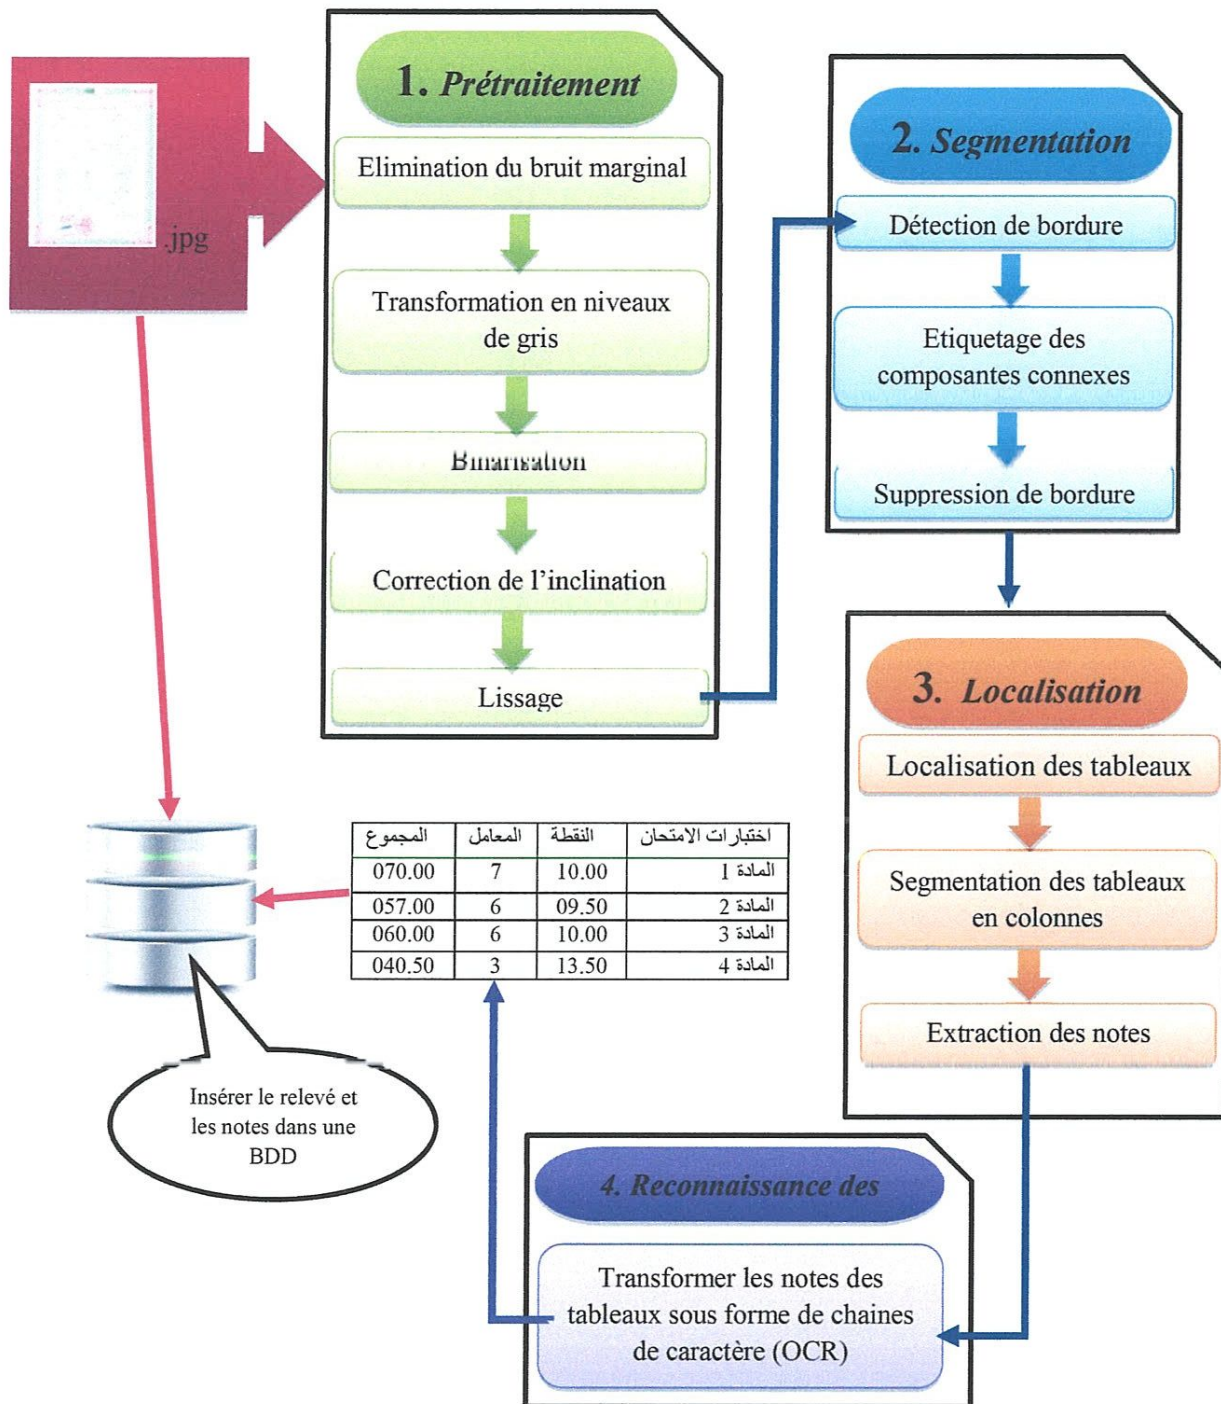 .jpg
1. Prétraitement
Elimination du bruit marginal
Transformation en niveaux
de gris
Binarisation
Correction de l'inclination
Lissage
2. Segmentation
Détection de bordure
Etiquetage des
composantes connexes
Suppression de bordure
3. Localisation
Localisation des tableaux
Segmentation des tableaux
en colonnes
Extraction des notes
4. Reconnaissance des
Transformer les notes des
tableaux sous forme de chaines
de caractère (OCR)
اختبارات الامتحان النقطة المعامل المجموع
المادة 1 10.00 7 070.00
المادة 2 09.50 6 057.00
المادة 3 10.00 6 060.00
المادة 4 13.50 3 040.50
Insérer le relevé et
les notes dans une
BDD